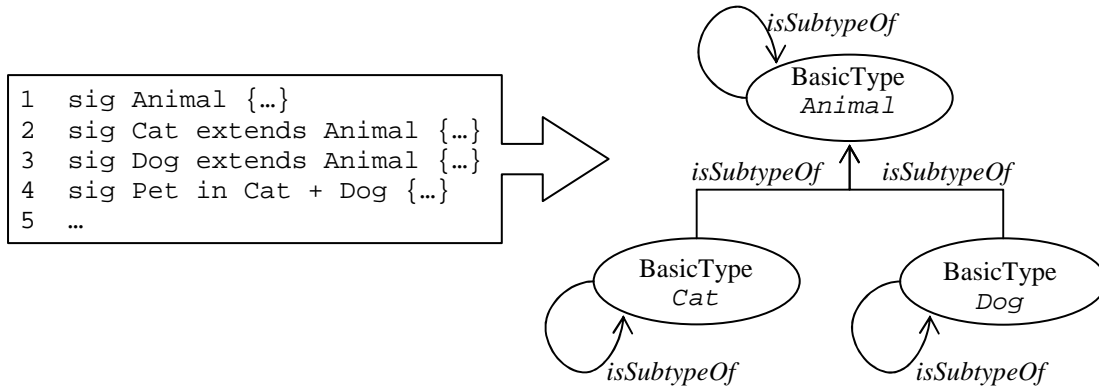 1 sig Animal {…}
2 sig Cat extends Animal {…}
3 sig Dog extends Animal {…}
4 sig Pet in Cat + Dog {…}
5 …
isSubtypeOf
BasicType
Animal
isSubtypeOf
isSubtypeOf
BasicType
Cat
BasicType
Dog
isSubtypeOf
isSubtypeOf